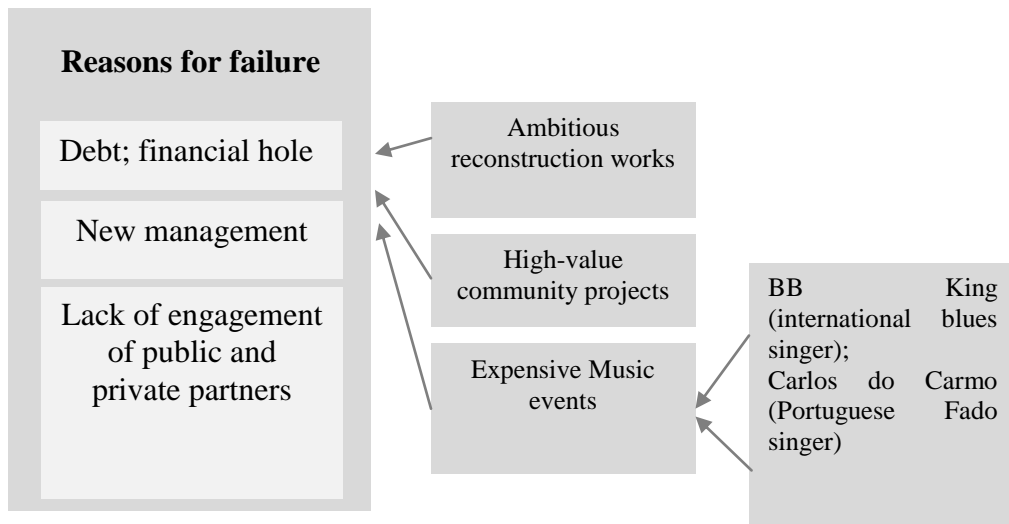 Reasons for failure
Debt; financial hole
New management
Lack of engagement
of public and
private partners
Ambitious
reconstruction works
High-value
community projects
Expensive Music
events
BB King
(international blues
singer);
Carlos do Carmo
(Portuguese Fado
singer)